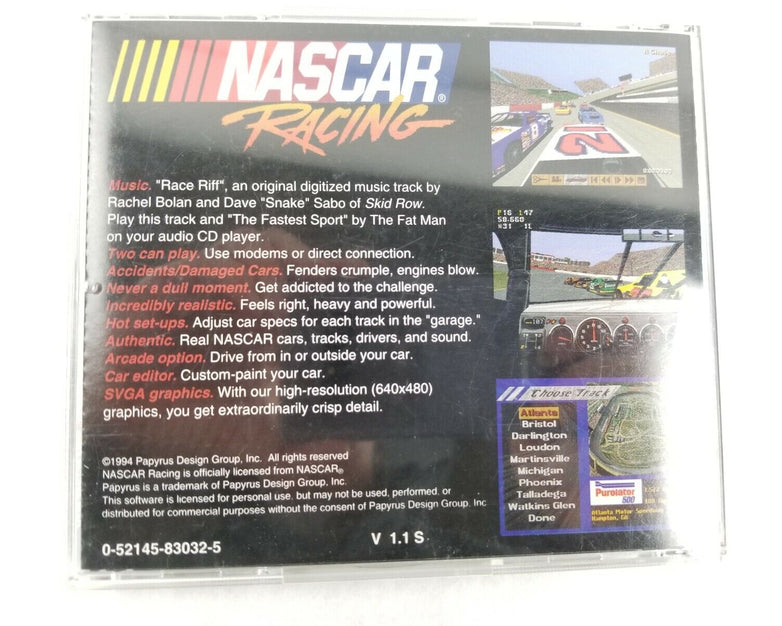 NASCAR®
RACING
Music. "Race Riff", an original digitized music track by
Rachel Bolan and Dave "Snake" Sabo of Skid Row.
Play this track and "The Fastest Sport" by The Fat Man
on your audio CD player.
Two can play. Use modems or direct connection.
Accidents/Damaged Cars. Fenders crumple, engines blow.
Never a dull moment. Get addicted to the challenge.
Incredibly realistic. Feels right, heavy and powerful.
Hot set-ups. Adjust car specs for each track in the "garage."
Authentic. Real NASCAR cars, tracks, drivers, and sound.
Arcade option. Drive from in or outside your car.
Car editor. Custom-paint your car.
SVGA graphics. With our high-resolution (640x480)
graphics, you get extraordinarily crisp detail.
©1994 Papyrus Design Group, Inc. All rights reserved
NASCAR Racing is officially licensed from NASCAR®
Papyrus is a trademark of Papyrus Design Group, Inc.
This software is licensed for personal use, but may not be used, performed, or
distributed for commercial purposes without the consent of Papyrus Design Group, Inc
0-52145-83032-5
V 1.1 S
Choose Track
Atlanta
Bristol
Darlington
Loudon
Martinsville
Michigan
Phoenix
Talladega
Watkins Glen
Done
Purolator
500
Atlanta Motor Speedway
Hampton, GA